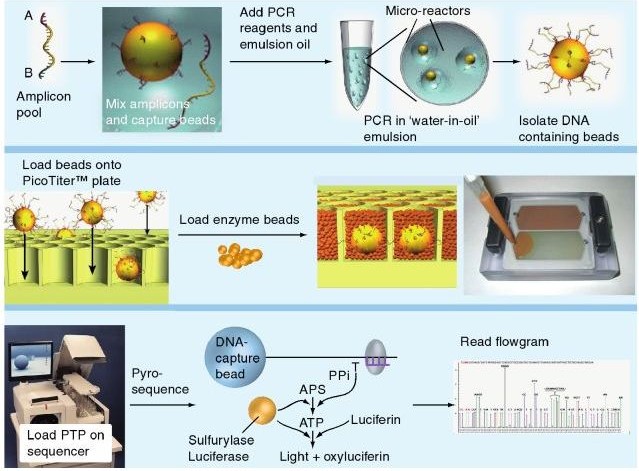 A
B
Amplicon
pool
Mix amplicons
and capture beads
Add PCR
reagents and
emulsion oil
Micro-reactors
PCR in 'water-in-oil'
emulsion
Isolate DNA
containing beads
Load beads onto
PicoTiter™ plate
Load enzyme beads
Load PTP on
sequencer
Pyro-
sequence
DNA-
capture
bead
PPi
APS
ATP
Luciferin
Sulfurylase
Luciferase
Light + oxyluciferin
Read flowgram